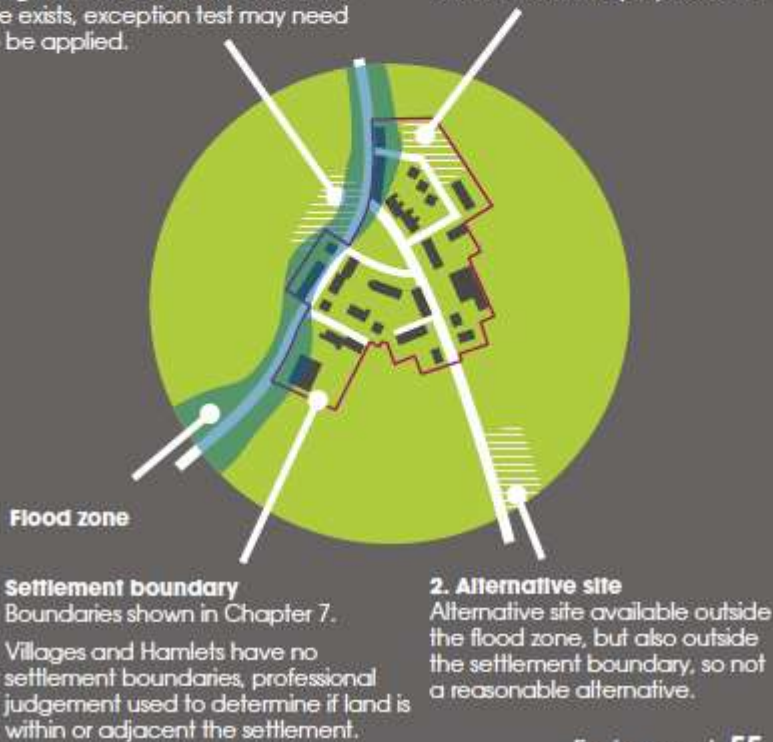 e exists, exception test may need
be applied.
Flood zone
Settlement boundary
Boundaries shown in Chapter 7.
Villages and Hamlets have no
settlement boundaries, professional
judgement used to determine if land is
within or adjacent the settlement.
2. Alternative site
Alternative site available outside
the flood zone, but also outside
the settlement boundary, so not
a reasonable alternative.
55